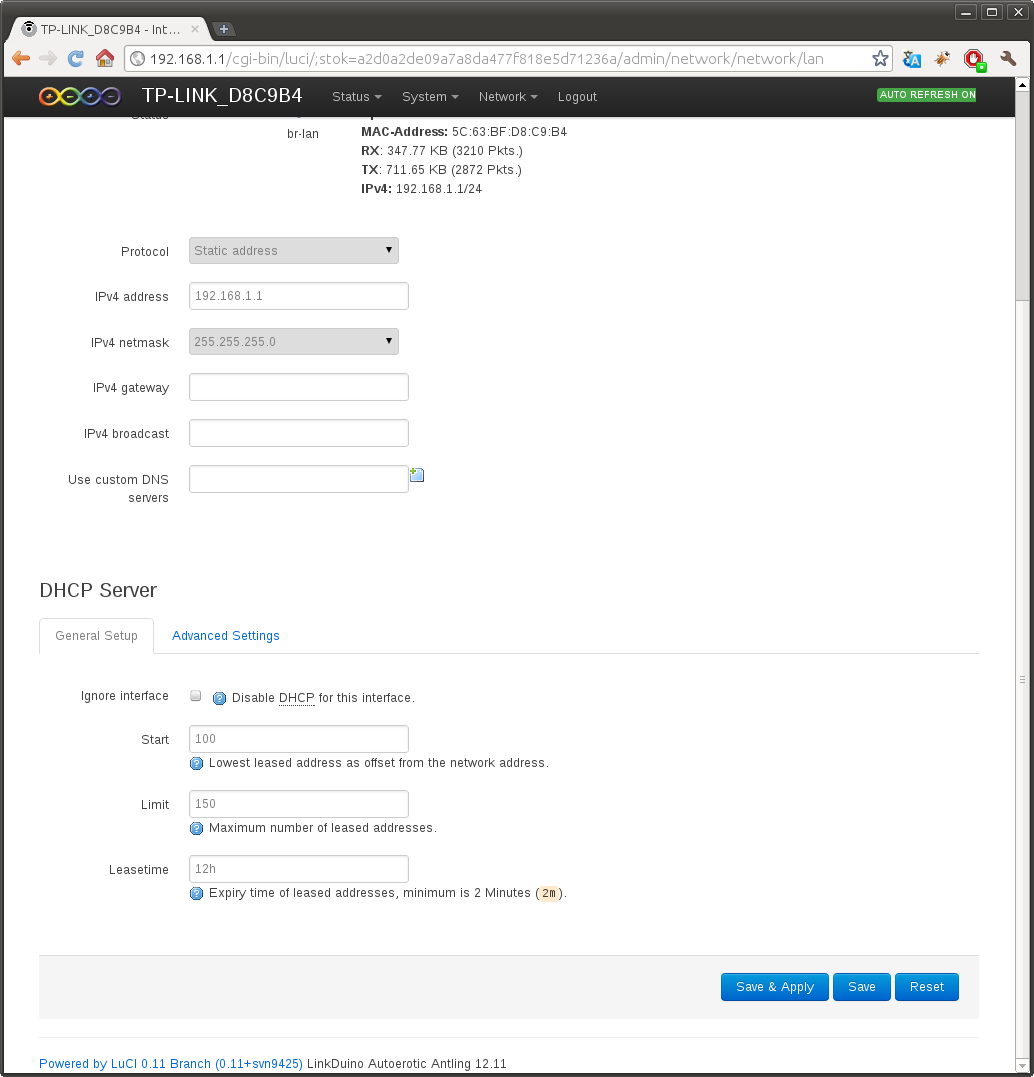 TP-LINK_D8C9B4 - Int...
192.168.1.1/cgi-bin/luci/;stok=a2d0a2de09a7a8da477f818e5d71236a/admin/network/network/lan
TP-LINK_D8C9B4 Status System Network Logout AUTO REFRESH ON
Status
br-lan
MAC-Address: 5C:63:BF:D8:C9:B4
RX: 347.77 KB (3210 Pkts.)
TX: 711.65 KB (2872 Pkts.)
IPv4: 192.168.1.1/24
Protocol Static address
IPv4 address 192.168.1.1
IPv4 netmask 255.255.255.0
IPv4 gateway
IPv4 broadcast
Use custom DNS
servers
DHCP Server
General Setup Advanced Settings
Ignore interface Disable DHCP for this interface.
Start 100
Lowest leased address as offset from the network address.
Limit 150
Maximum number of leased addresses.
Leasetime 12h
Expiry time of leased addresses, minimum is 2 Minutes (2m).
Save & Apply Save Reset
Powered by LuCI 0.11 Branch (0.11+svn9425) LinkDuino Autoerotic Antling 12.11